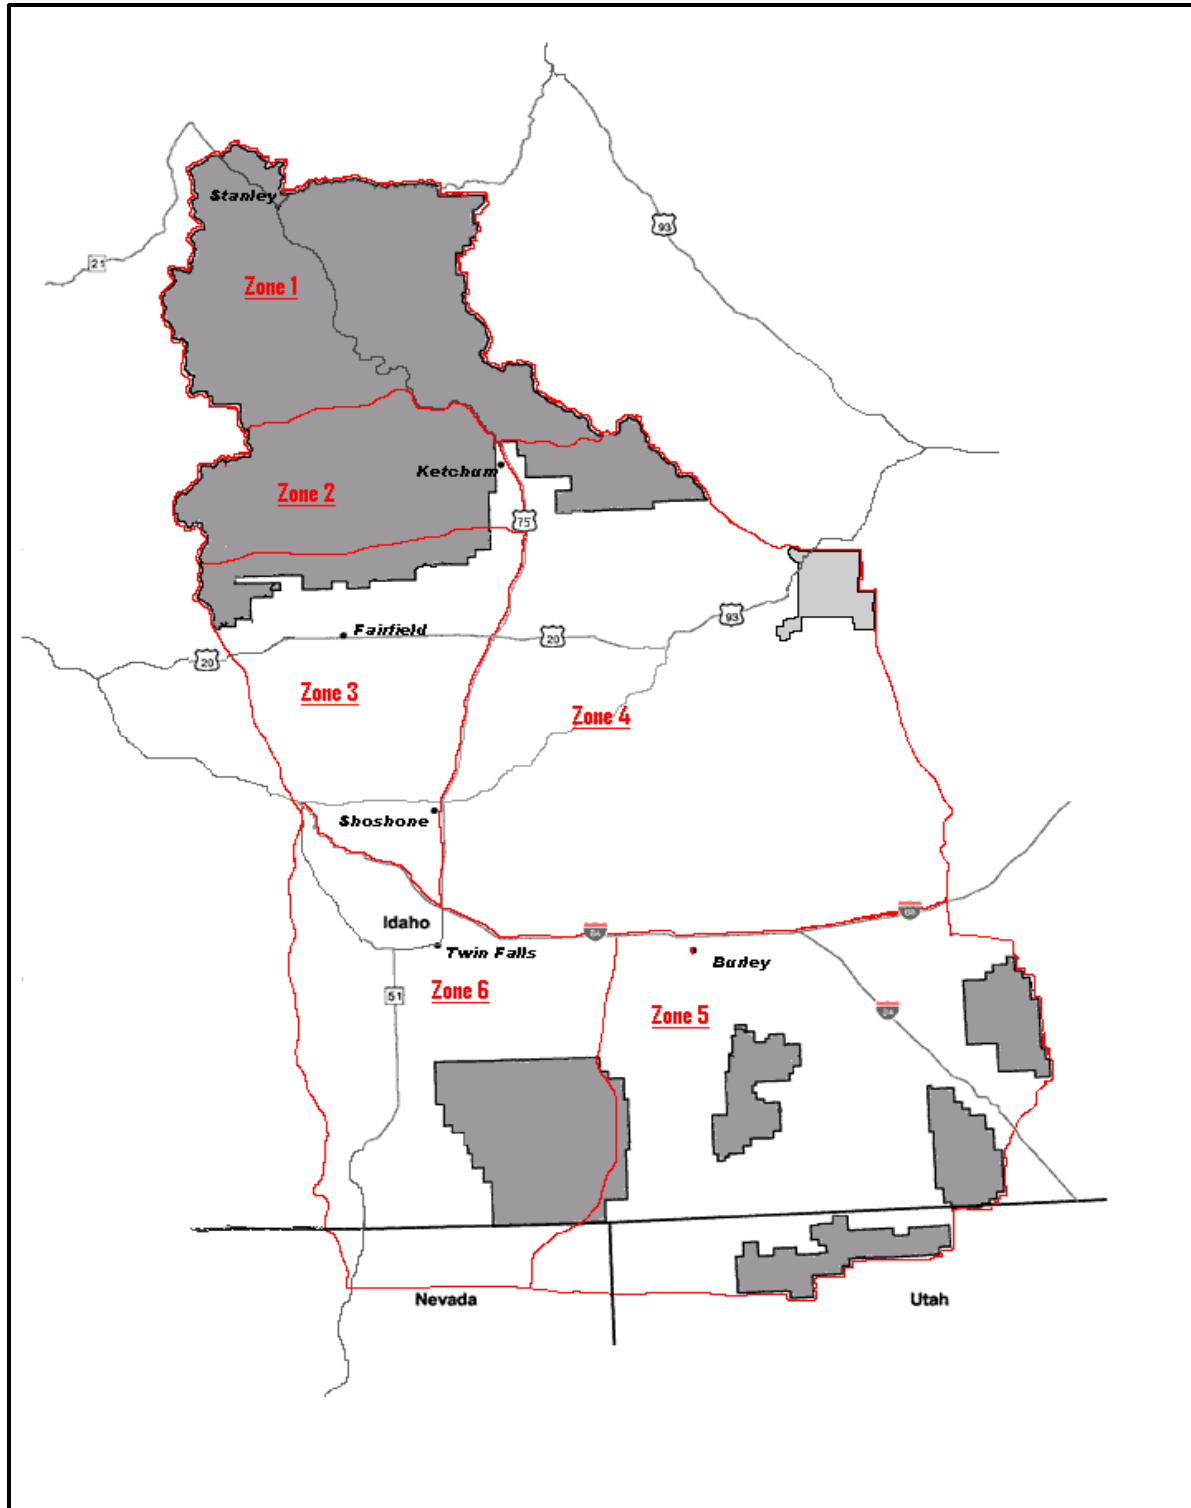 Stanley
93
21
Zone 1
Ketchum
Zone 2
75
93
Fairfield
20
20
Zone 3
Zone 4
Shoshone
Idaho
86
84
Twin Falls
Burley
Zone 6
51
Zone 5
84
Nevada
Utah